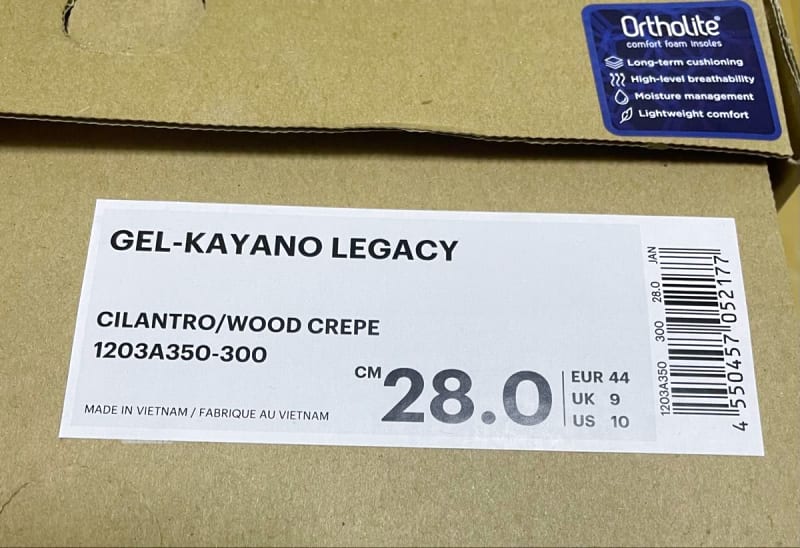 OrthoLite®
comfort foam insoles
Long-term cushioning
High-level breathability
Moisture management
Lightweight comfort
GEL-KAYANO LEGACY
CILANTRO/WOOD CREPE
1203A350-300
CM 28.0
EUR 44
UK 9
US 10
MADE IN VIETNAM / FABRIQUE AU VIETNAM
1203A350 300 28.0 JAN
4 550457 052177